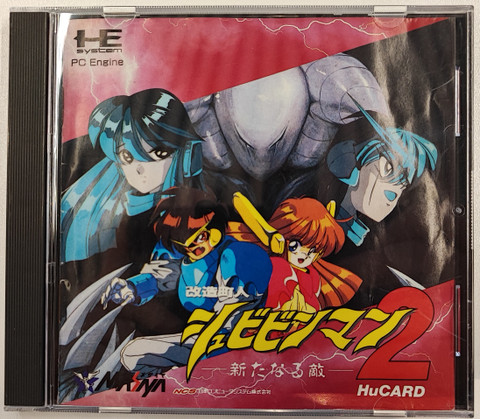 HE
system
PC Engine
改造町人
シュビビンマン2
新たなる敵
NCS
HuCARD